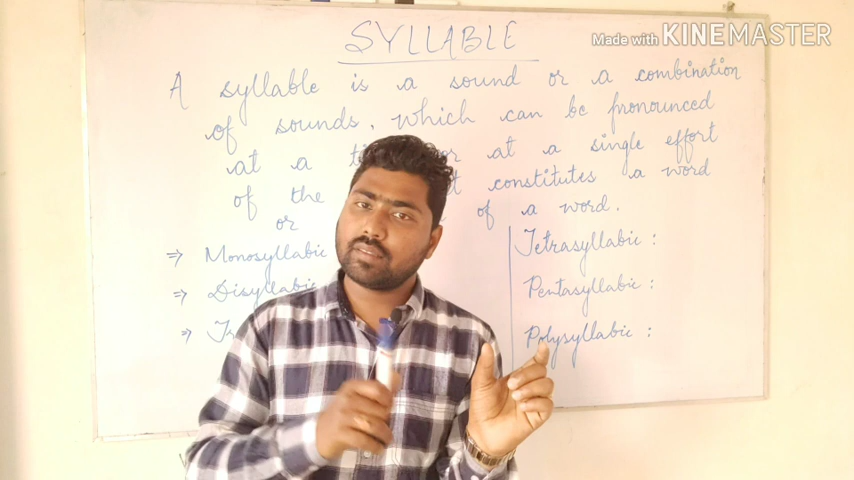 Made with KINEMASTER
SYLLABLE
A syllable is a sound or a combination
of sounds, which can be pronounced
at a or at a single effort
of the constitutes a word
or of a word.
⇒ Monosyllabic
⇒ Disyllabic
⇒
Tetrasyllabic :
Pentasyllabic :
Polysyllabic :